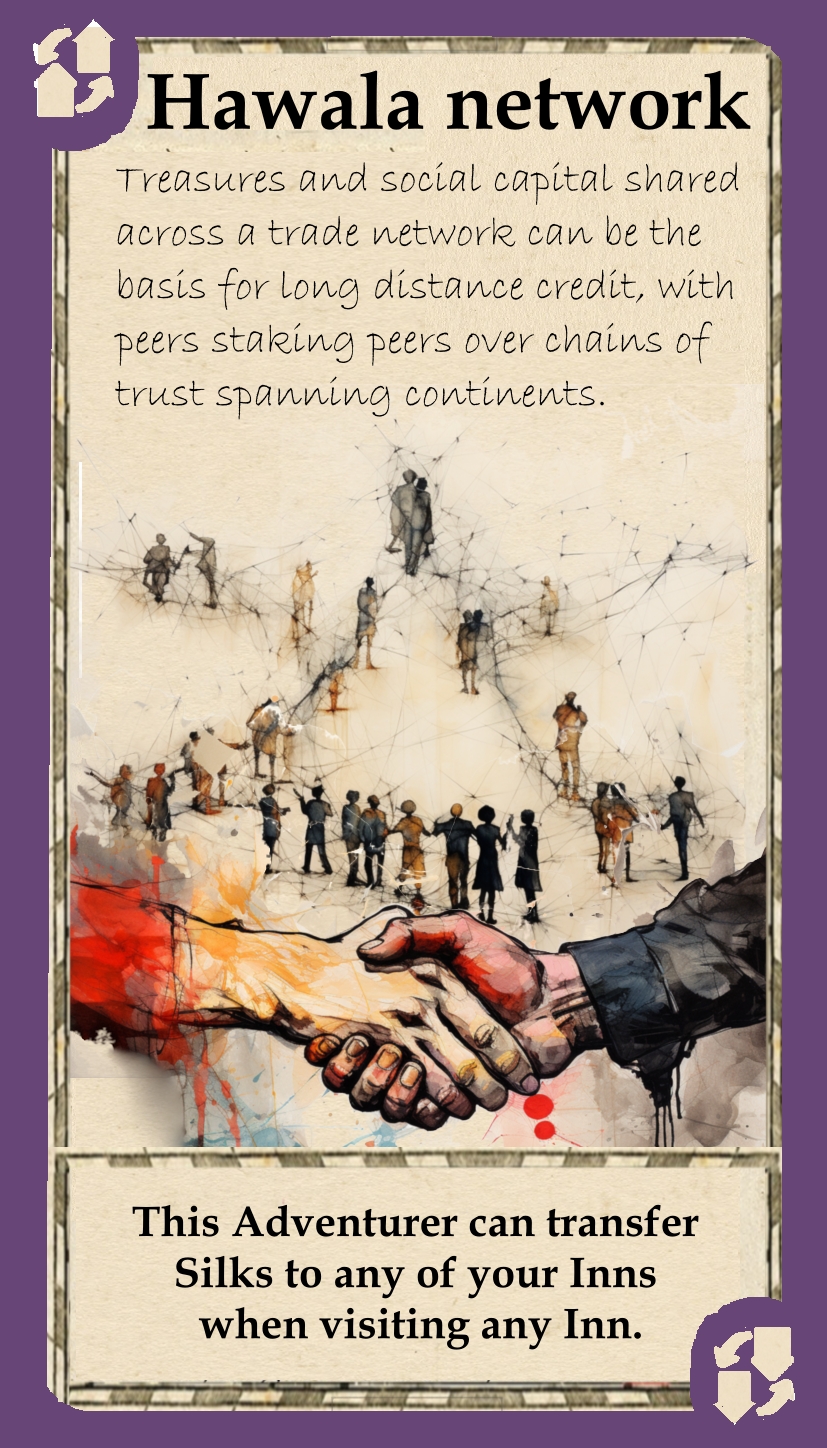 Hawala network
Treasures and social capital shared
across a trade network can be the
basis for long distance credit, with
peers staking peers over chains of
trust spanning continents.
This Adventurer can transfer
Silks to any of your Inns
when visiting any Inn.